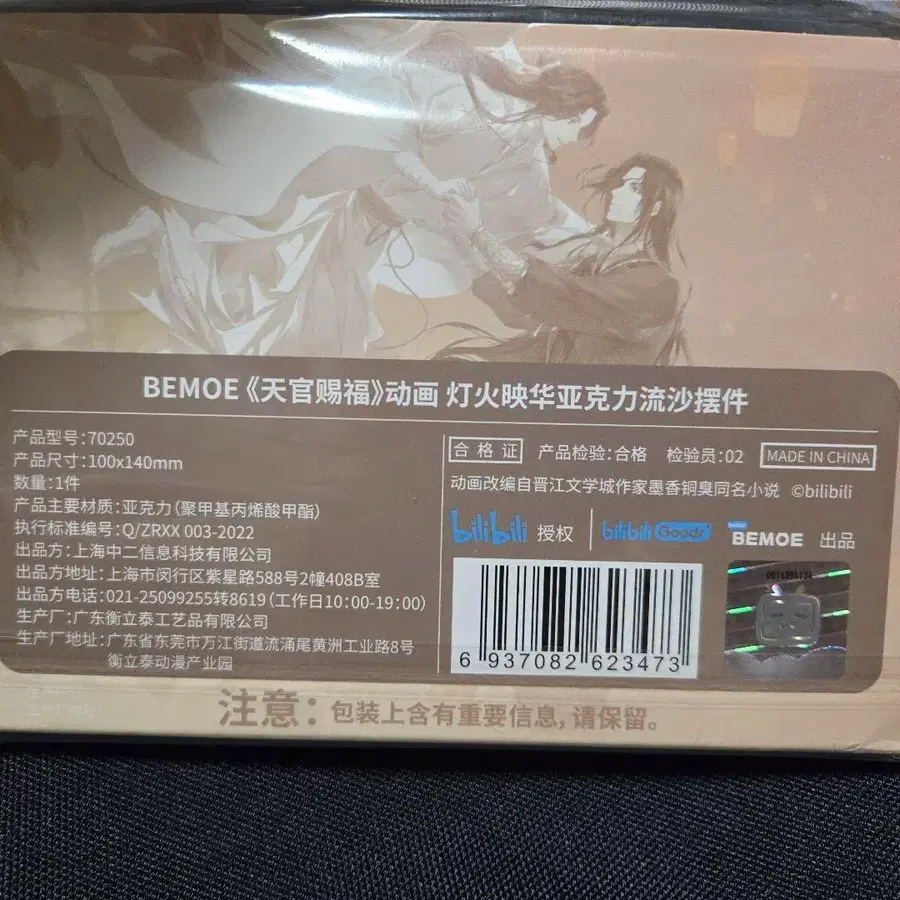 BEMOE《天官赐福》动画 灯火映华亚克力流沙摆件
产品型号：70250
产品尺寸：100x140mm
数量：1件
产品主要材质：亚克力（聚甲基丙烯酸甲酯）
执行标准编号：Q/ZRXX 003-2022
出品方：上海中二信息科技有限公司
出品方地址：上海市闵行区紫星路588号2幢408B室
出品方电话：021-25099255转8619（工作日10:00-19:00）
生产厂：广东衡立泰工艺品有限公司
生产厂地址：广东省东莞市万江街道流涌尾黄洲工业路8号
衡立泰动漫产业园
合格证 产品检验：合格 检验员：02 MADE IN CHINA
动画改编自晋江文学城作家墨香铜臭同名小说 ©bilibili
bilibili 授权 bilibili Goods BEMOE 出品
6 937082 623473
注意：包装上含有重要信息，请保留。